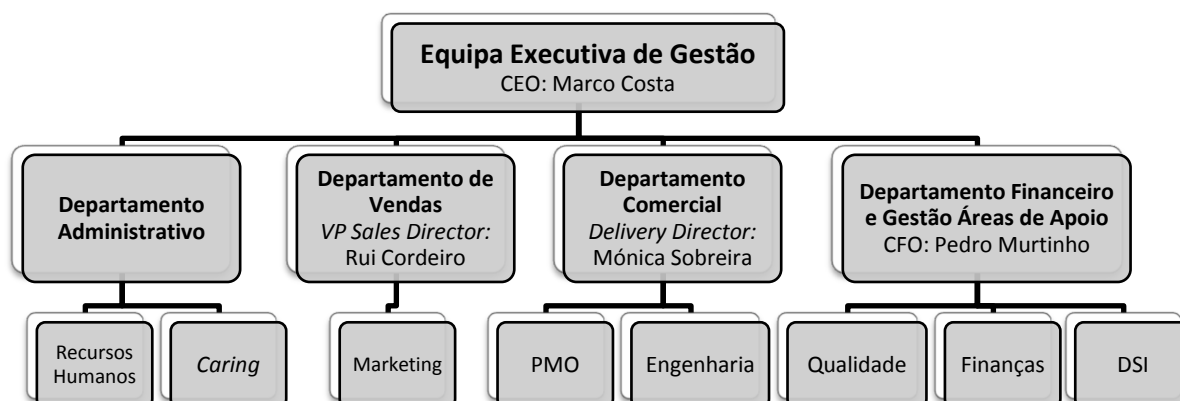 Equipa Executiva de Gestão
CEO: Marco Costa
Departamento
Administrativo
Departamento de
Vendas
VP Sales Director:
Rui Cordeiro
Departamento
Comercial
Delivery Director:
Mónica Sobreira
Departamento Financeiro
e Gestão Áreas de Apoio
CFO: Pedro Murtinho
Recursos
Humanos
Caring
Marketing
PMO
Engenharia
Qualidade
Finanças
DSI